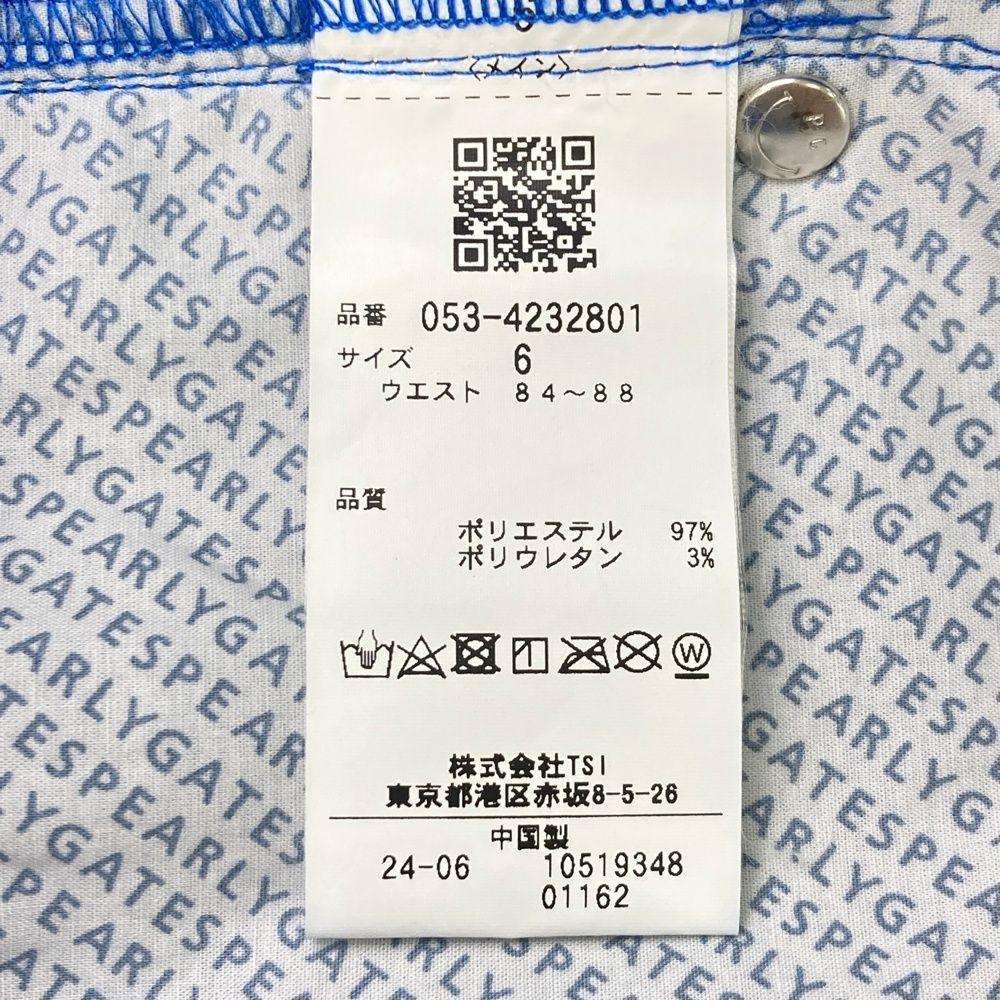 〈メイン〉
品番 053-4232801
サイズ 6
ウエスト 84～88
品質
ポリエステル 97%
ポリウレタン 3%
1
W
株式会社TSI
東京都港区赤坂8-5-26
中国製
24-06 10519348
01162
PEARLYGATES